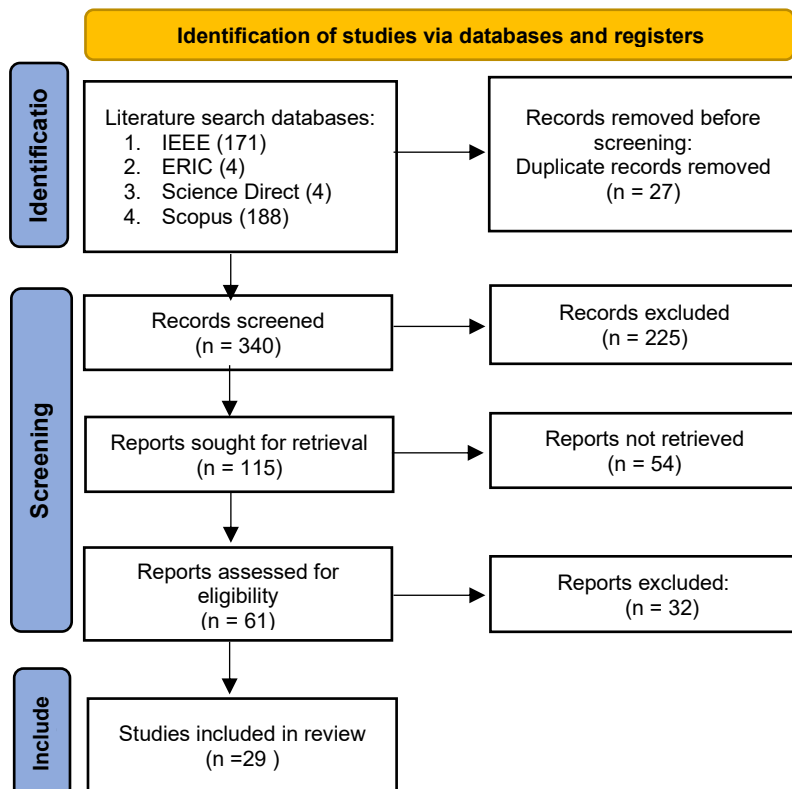 Identification of studies via databases and registers
Identificatio
Literature search databases:
1. IEEE (171)
2. ERIC (4)
3. Science Direct (4)
4. Scopus (188)
Records removed before
screening:
Duplicate records removed
(n = 27)
Screening
Records screened
(n = 340)
Records excluded
(n = 225)
Reports sought for retrieval
(n = 115)
Reports not retrieved
(n = 54)
Reports assessed for
eligibility
(n = 61)
Reports excluded:
(n = 32)
Include
Studies included in review
(n =29 )